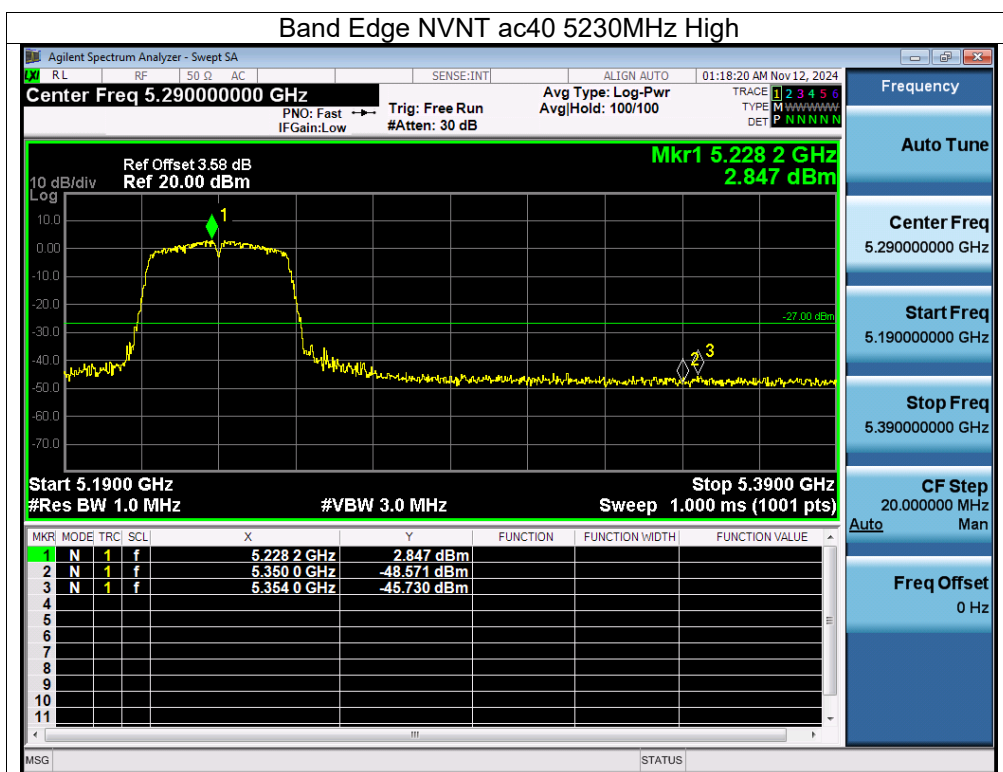 Band Edge NVNT ac40 5230MHz High
Agilent Spectrum Analyzer - Swept SA
LXI RL RF 50 Ω AC SENSE:INT ALIGN AUTO 01:18:20 AM Nov 12, 2024
Center Freq 5.290000000 GHz
PNO: Fast
IFGain:Low
Trig: Free Run
#Atten: 30 dB
Avg Type: Log-Pwr
Avg|Hold: 100/100
TRACE 1 2 3 4 5 6
TYPE M WWWWW
DET P N N N N N
Ref Offset 3.58 dB
10 dB/div Ref 20.00 dBm
Log
Mkr1 5.228 2 GHz
2.847 dBm
10.0
0.00
-10.0
-20.0
-30.0
-40.0
-50.0
-60.0
-70.0
1
-27.00 dBm
2 3
Start 5.1900 GHz Stop 5.3900 GHz
#Res BW 1.0 MHz #VBW 3.0 MHz Sweep 1.000 ms (1001 pts)
MKR MODE TRC SCL X Y FUNCTION FUNCTION WIDTH FUNCTION VALUE
1 N 1 f 5.228 2 GHz 2.847 dBm
2 N 1 f 5.350 0 GHz -48.571 dBm
3 N 1 f 5.354 0 GHz -45.730 dBm
4
5
6
7
8
9
10
11
MSG STATUS
Frequency
Auto Tune
Center Freq
5.290000000 GHz
Start Freq
5.190000000 GHz
Stop Freq
5.390000000 GHz
CF Step
20.000000 MHz
Auto Man
Freq Offset
0 Hz